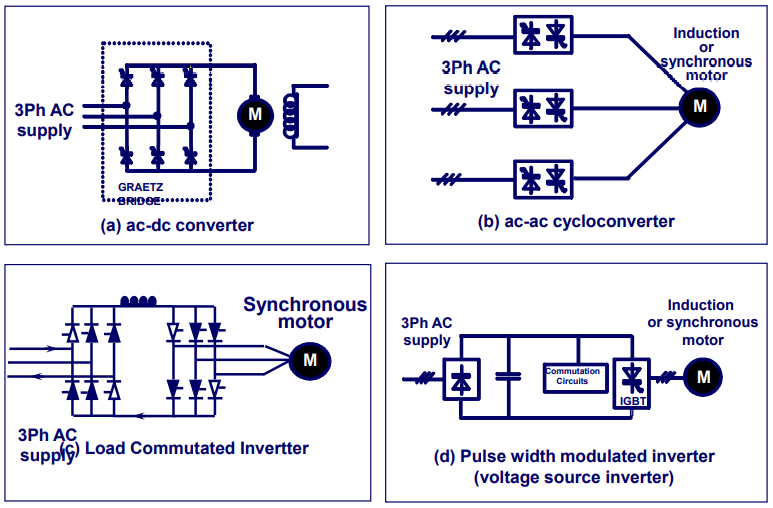 3Ph AC
supply
M
GRAETZ
BRIDGE
(a) ac-dc converter
3Ph AC
supply
Induction
or
synchronous
motor
M
(b) ac-ac cycloconverter
Synchronous
motor
M
3Ph AC
supply
(c) Load Commutated Invertter
3Ph AC
supply
Commutation
Circuits
IGBT
Induction
or synchronous
motor
M
(d) Pulse width modulated inverter
(voltage source inverter)